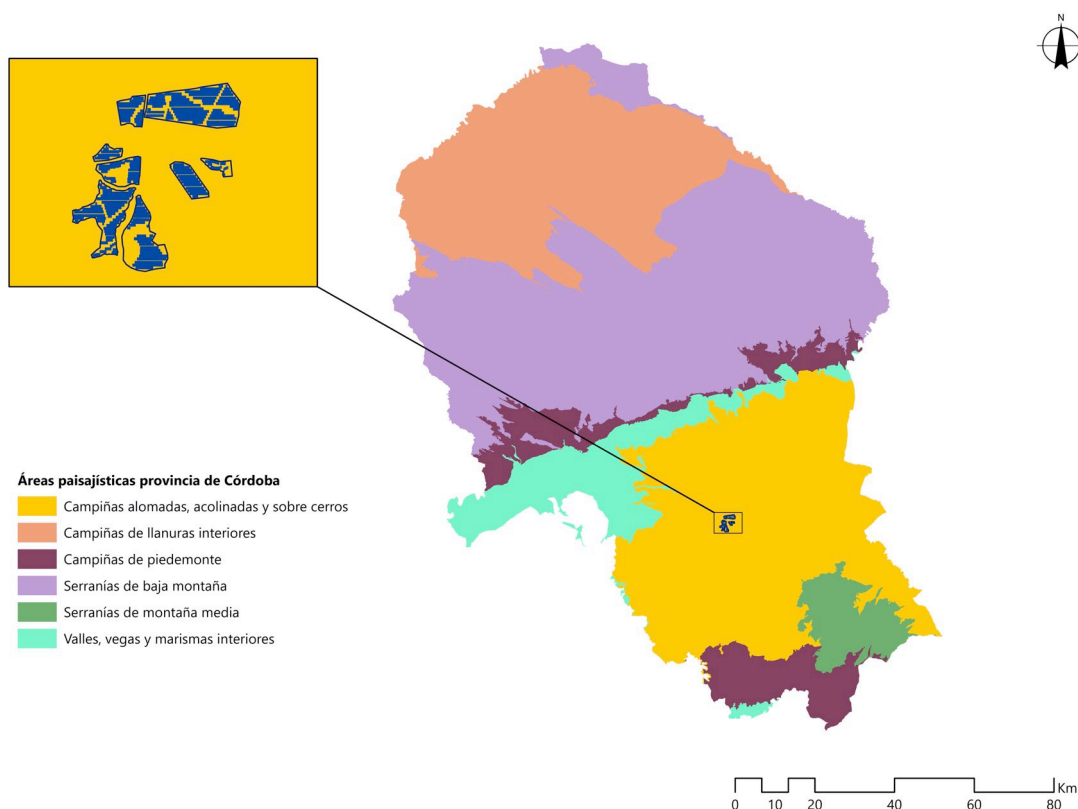 N
Áreas paisajísticas provincia de Córdoba
Campiñas alomadas, acolinadas y sobre cerros
Campiñas de llanuras interiores
Campiñas de piedemonte
Serranías de baja montaña
Serranías de montaña media
Valles, vegas y marismas interiores
Km
0 10 20 40 60 80